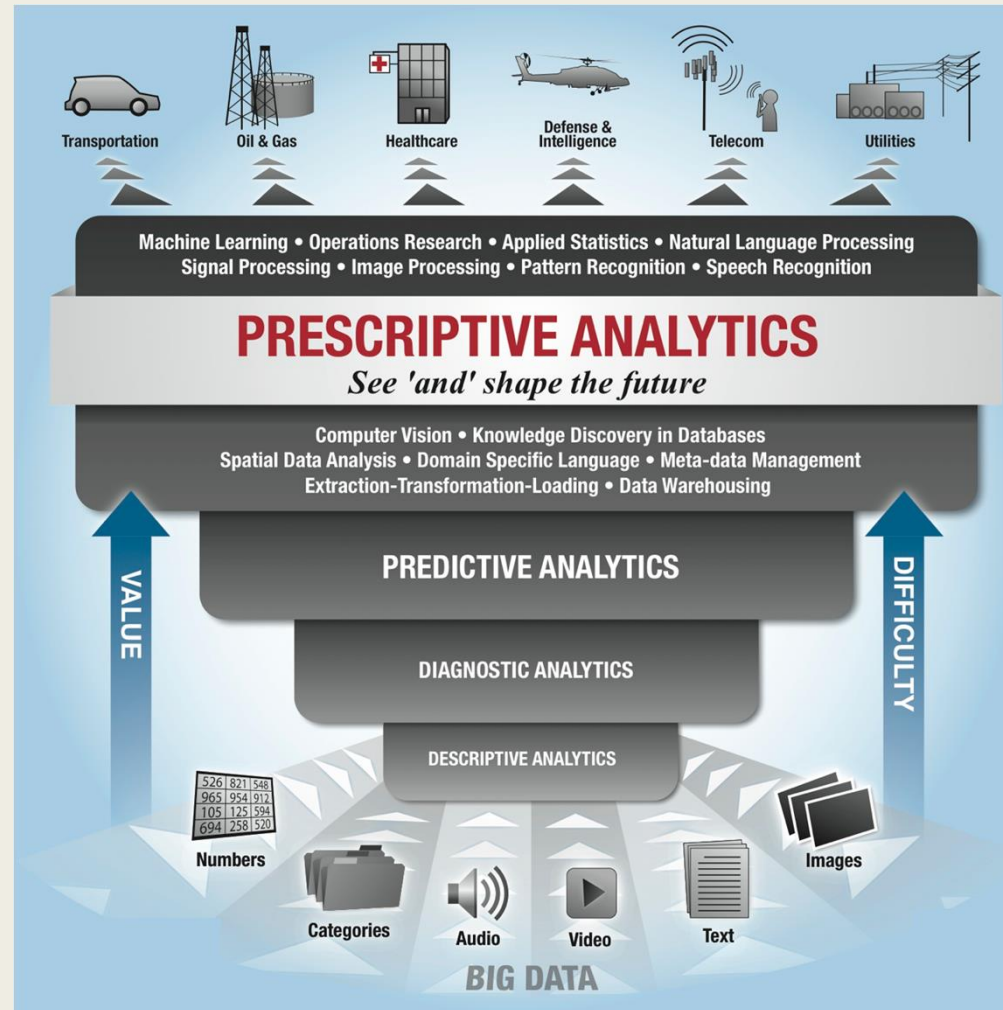 Transportation
Oil & Gas
Healthcare
Defense &
Intelligence
Telecom
Utilities
Machine Learning • Operations Research • Applied Statistics • Natural Language Processing
Signal Processing • Image Processing • Pattern Recognition • Speech Recognition
PRESCRIPTIVE ANALYTICS
See 'and' shape the future
Computer Vision • Knowledge Discovery in Databases
Spatial Data Analysis • Domain Specific Language • Meta-data Management
Extraction-Transformation-Loading • Data Warehousing
VALUE
PREDICTIVE ANALYTICS
DIFFICULTY
DIAGNOSTIC ANALYTICS
DESCRIPTIVE ANALYTICS
526 821 548
965 954 912
105 125 594
694 258 520
Numbers
Categories
Audio
Video
Text
Images
BIG DATA